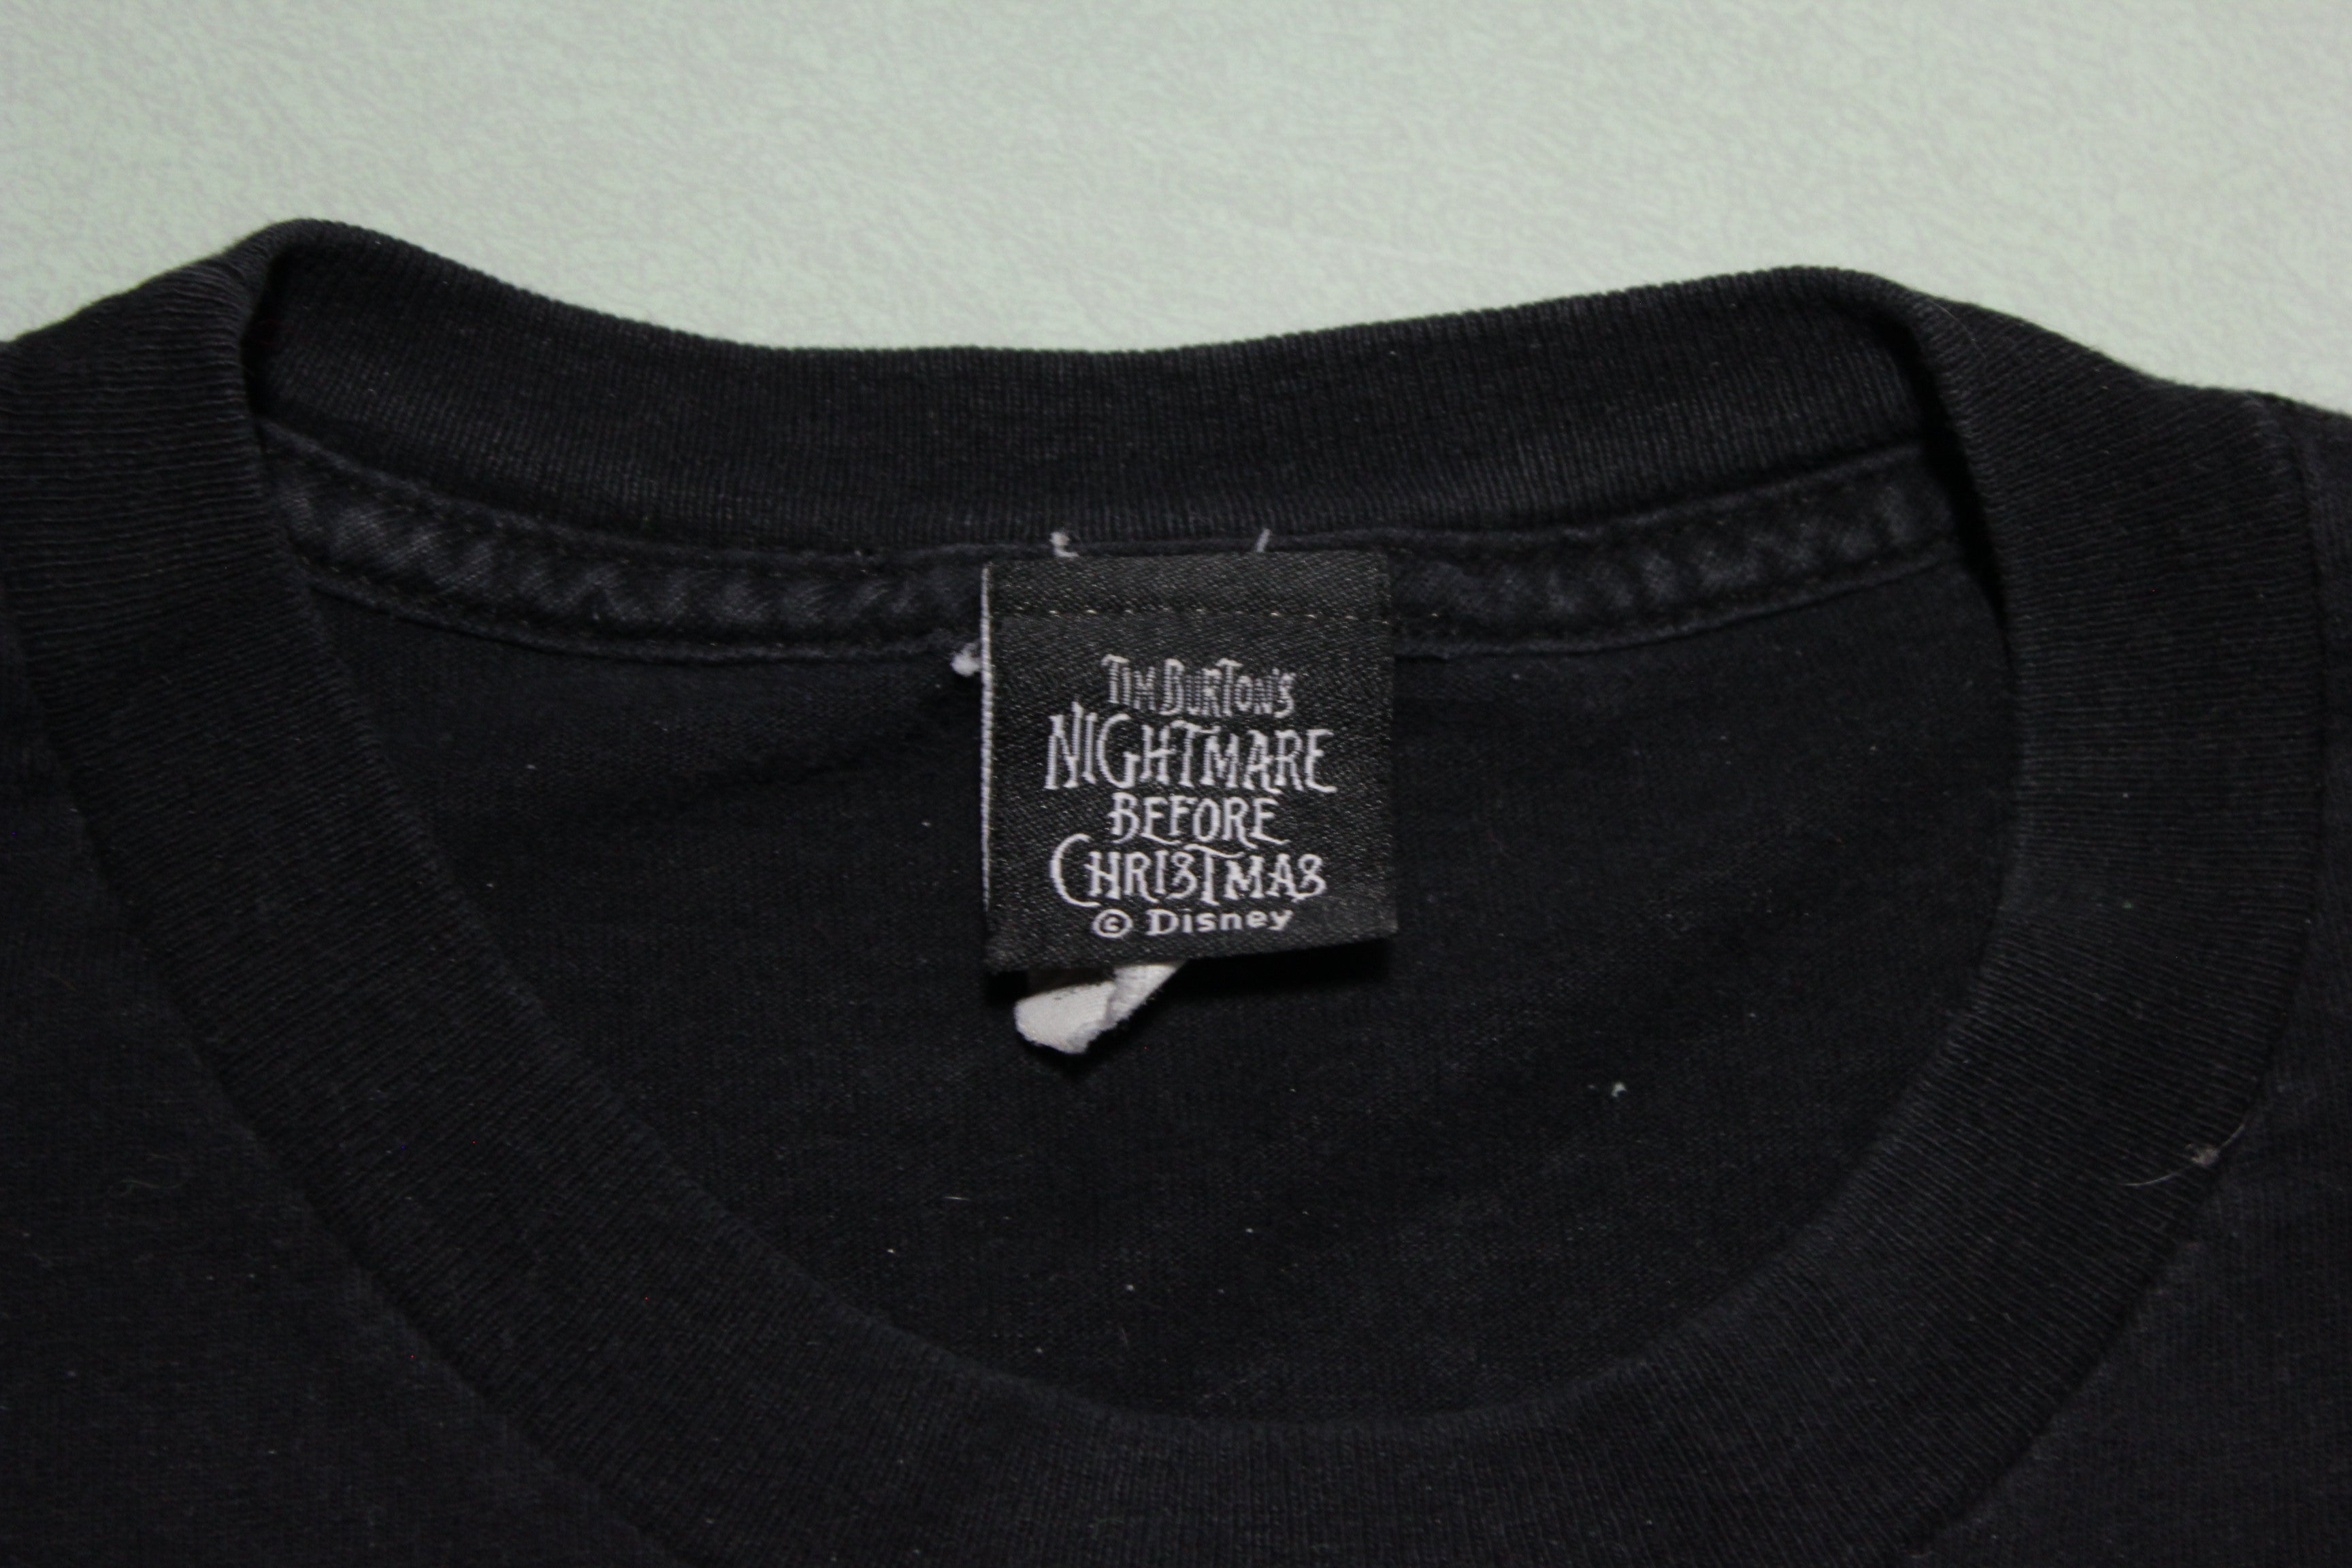 TIM BURTON'S
NIGHTMARE
BEFORE
CHRISTMAS
© Disney